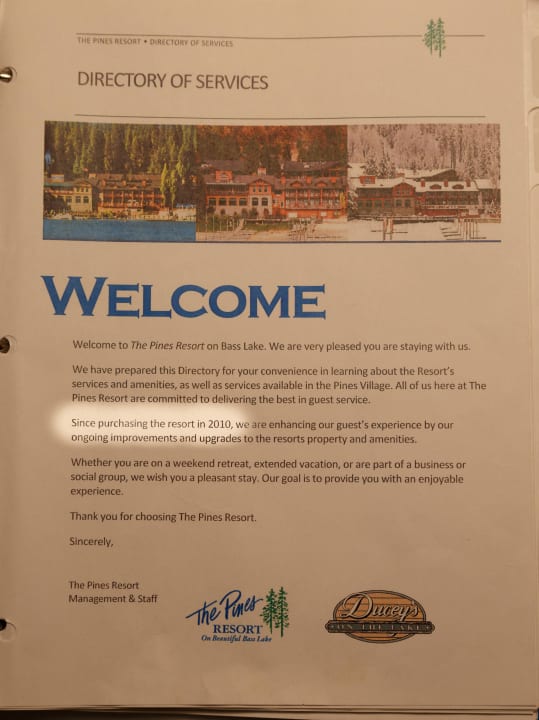 THE PINES RESORT • DIRECTORY OF SERVICES
DIRECTORY OF SERVICES
WELCOME
Welcome to The Pines Resort on Bass Lake. We are very pleased you are staying with us.
We have prepared this Directory for your convenience in learning about the Resort's
services and amenities, as well as services available in the Pines Village. All of us here at The
Pines Resort are committed to delivering the best in guest service.
Since purchasing the resort in 2010, we are enhancing our guest's experience by our
ongoing improvements and upgrades to the resorts property and amenities.
Whether you are on a weekend retreat, extended vacation, or are part of a business or
social group, we wish you a pleasant stay. Our goal is to provide you with an enjoyable
experience.
Thank you for choosing The Pines Resort.
Sincerely,
The Pines Resort
Management & Staff
The Pines
RESORT
On Beautiful Bass Lake
Ducey's
ON THE LAKE